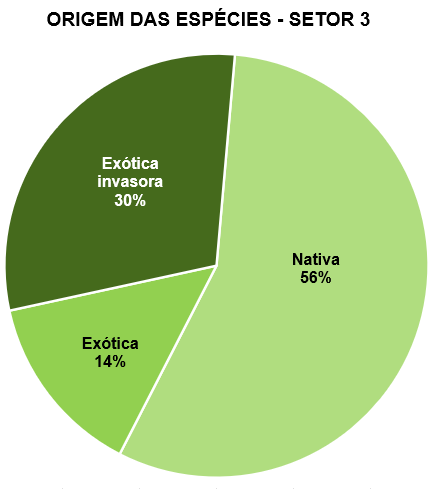 ORIGEM DAS ESPÉCIES - SETOR 3
Exótica
invasora
30%
Nativa
56%
Exótica
14%